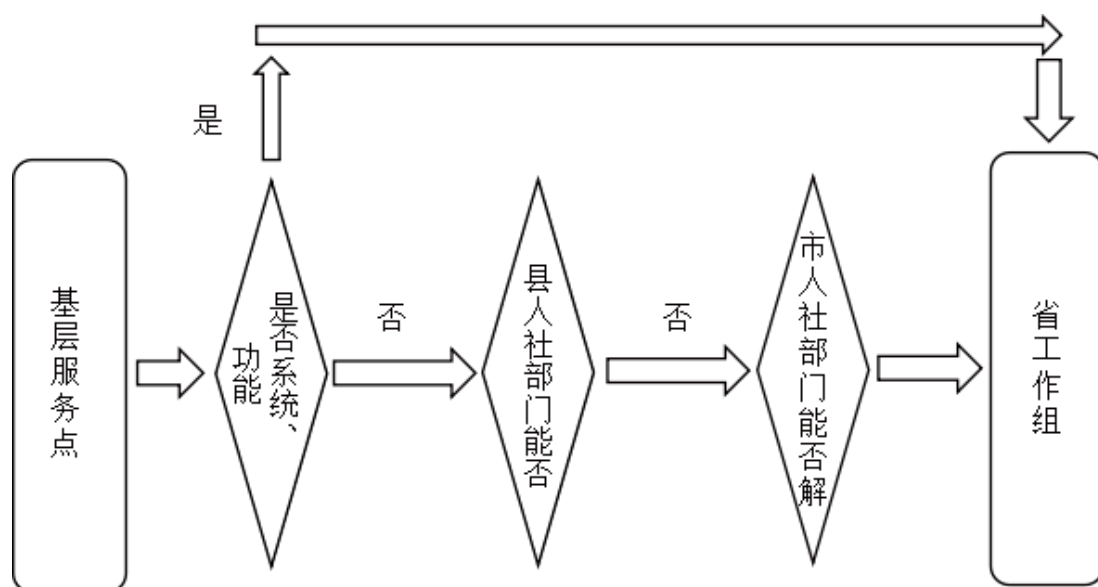 是
基层服务点
是否系统、
功能
否
县人社部门能否
否
市人社部门能否解
省工作组